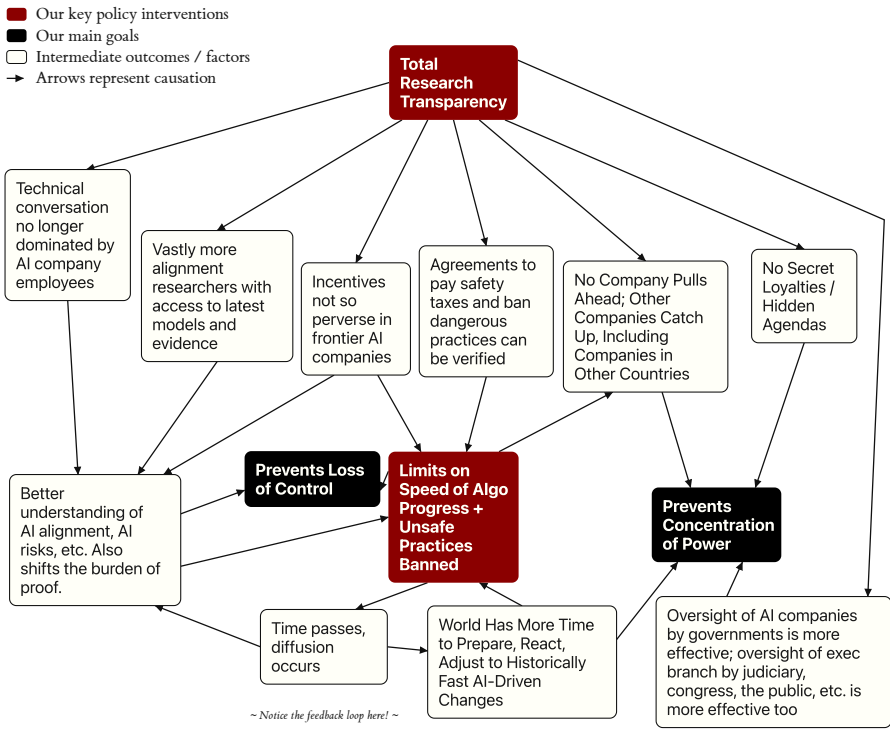 Our key policy interventions
Our main goals
Intermediate outcomes / factors
Arrows represent causation
Total
Research
Transparency
Technical
conversation
no longer
dominated by
AI company
employees
Vastly more
alignment
researchers with
access to latest
models and
evidence
Incentives
not so
perverse in
frontier AI
companies
Agreements to
pay safety
taxes and ban
dangerous
practices can
be verified
No Company Pulls
Ahead; Other
Companies Catch
Up, Including
Companies in
Other Countries
No Secret
Loyalties /
Hidden
Agendas
Better
understanding of
AI alignment, AI
risks, etc. Also
shifts the burden of
proof.
Prevents Loss
of Control
Limits on
Speed of Algo
Progress +
Unsafe
Practices
Banned
Prevents
Concentration
of Power
Time passes,
diffusion
occurs
World Has More Time
to Prepare, React,
Adjust to Historically
Fast AI-Driven
Changes
Oversight of AI companies
by governments is more
effective; oversight of exec
branch by judiciary,
congress, the public, etc. is
more effective too
~ Notice the feedback loop here! ~